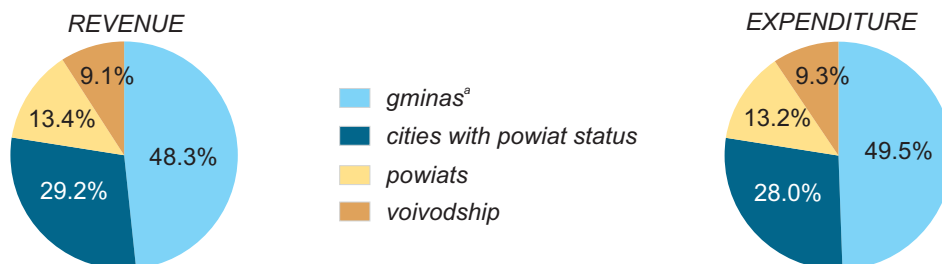 REVENUE
9.1%
13.4%
48.3%
29.2%
gminasᵃ
cities with powiat status
powiats
voivodship
EXPENDITURE
9.3%
13.2%
49.5%
28.0%